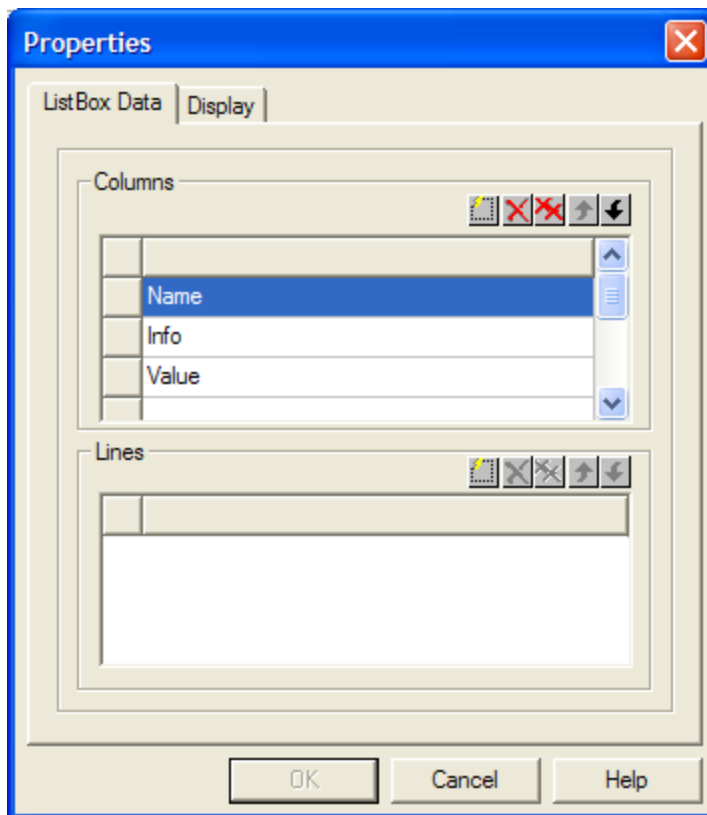 Properties
ListBox Data
Display
Columns
Name
Info
Value
Lines
OK
Cancel
Help